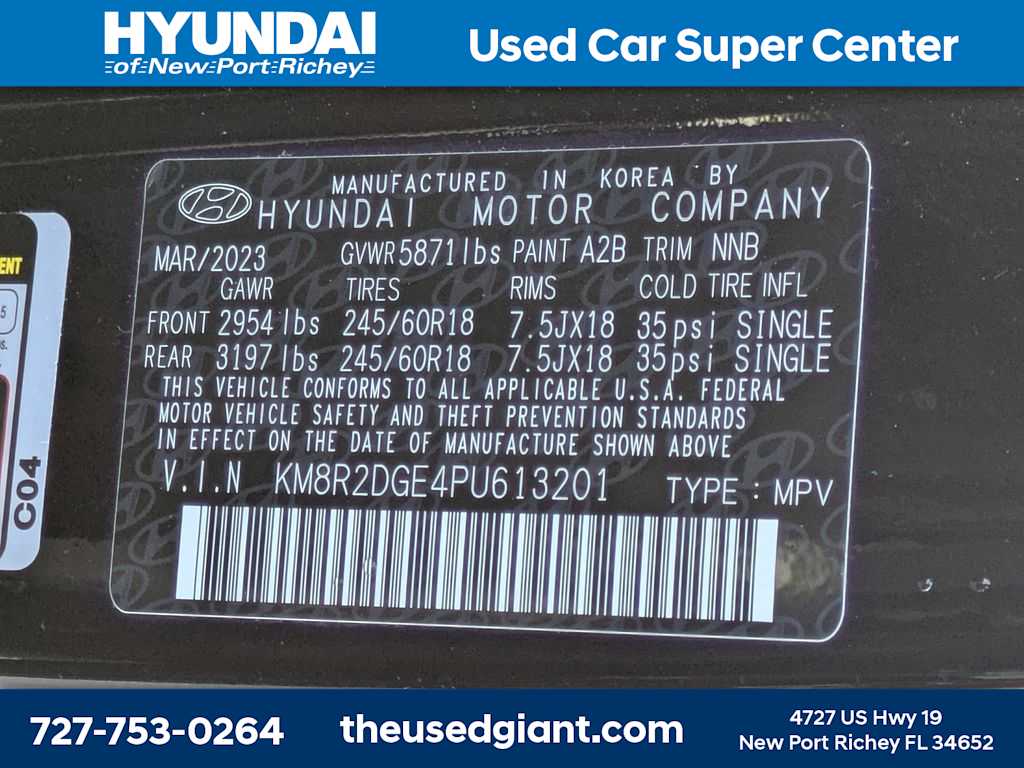 HYUNDAI
of New Port Richey
Used Car Super Center
MANUFACTURED IN KOREA BY
HYUNDAI MOTOR COMPANY
MAR/2023 GVWR 5871lbs PAINT A2B TRIM NNB
GAWR TIRES RIMS COLD TIRE INFL
FRONT 2954 lbs 245/60R18 7.5JX18 35psi SINGLE
REAR 3197 lbs 245/60R18 7.5JX18 35psi SINGLE
THIS VEHICLE CONFORMS TO ALL APPLICABLE U.S.A. FEDERAL
MOTOR VEHICLE SAFETY AND THEFT PREVENTION STANDARDS
IN EFFECT ON THE DATE OF MANUFACTURE SHOWN ABOVE
V.I.N KM8R2DGE4PU613201 TYPE : MPV
C04
727-753-0264
theusedgiant.com
4727 US Hwy 19
New Port Richey FL 34652